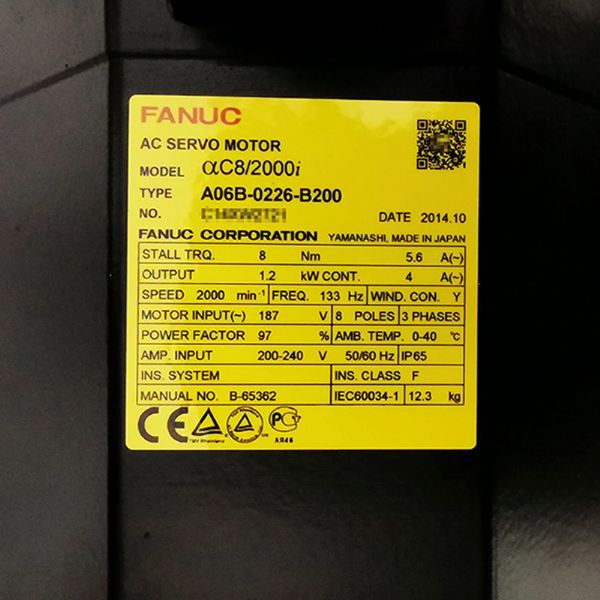 FANUC
AC SERVO MOTOR
MODEL αC8/2000i
TYPE A06B-0226-B200
NO. DATE 2014.10
FANUC CORPORATION YAMANASHI, MADE IN JAPAN
STALL TRQ. 8 Nm 5.6 A(~)
OUTPUT 1.2 kW CONT. 4 A(~)
SPEED 2000 min⁻¹ FREQ. 133 Hz WIND. CON. Y
MOTOR INPUT(~) 187 V 8 POLES 3 PHASES
POWER FACTOR 97 % AMB. TEMP. 0-40 ℃
AMP. INPUT 200-240 V 50/60 Hz IP65
INS. SYSTEM INS. CLASS F
MANUAL NO. B-65362 IEC60034-1 12.3 kg
CE
TUV Rheinland
АЯ46